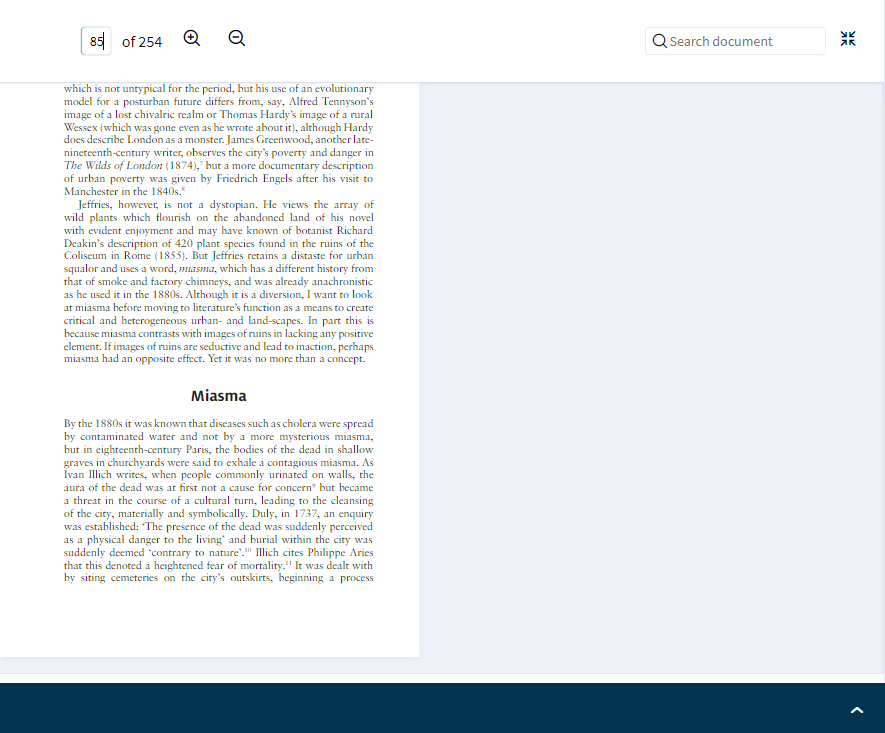 85 of 254
Search document
which is not untypical for the period, but his use of an evolutionary
model for a posturban future differs from, say, Alfred Tennyson's
image of a lost chivalric realm or Thomas Hardy's image of a rural
Wessex (which was gone even as he wrote about it), although Hardy
does describe London as a monster. James Greenwood, another late-
nineteenth-century writer, observes the city's poverty and danger in
The Wilds of London (1874),⁷ but a more documentary description
of urban poverty was given by Friedrich Engels after his visit to
Manchester in the 1840s.⁸
Jeffries, however, is not a dystopian. He views the array of
wild plants which flourish on the abandoned land of his novel
with evident enjoyment and may have known of botanist Richard
Deakin's description of 420 plant species found in the ruins of the
Coliseum in Rome (1855). But Jeffries retains a distaste for urban
squalor and uses a word, miasma, which has a different history from
that of smoke and factory chimneys, and was already anachronistic
as he used it in the 1880s. Although it is a diversion, I want to look
at miasma before moving to literature's function as a means to create
critical and heterogeneous urban- and land-scapes. In part this is
because miasma contrasts with images of ruins in lacking any positive
element. If images of ruins are seductive and lead to inaction, perhaps
miasma had an opposite effect. Yet it was no more than a concept.
Miasma
By the 1880s it was known that diseases such as cholera were spread
by contaminated water and not by a more mysterious miasma,
but in eighteenth-century Paris, the bodies of the dead in shallow
graves in churchyards were said to exhale a contagious miasma. As
Ivan Illich writes, when people commonly urinated on walls, the
aura of the dead was at first not a cause for concern⁹ but became
a threat in the course of a cultural turn, leading to the cleansing
of the city, materially and symbolically. Duly, in 1737, an enquiry
was established: 'The presence of the dead was suddenly perceived
as a physical danger to the living' and burial within the city was
suddenly deemed 'contrary to nature'.¹⁰ Illich cites Philippe Aries
that this denoted a heightened fear of mortality.¹¹ It was dealt with
by siting cemeteries on the city's outskirts, beginning a process